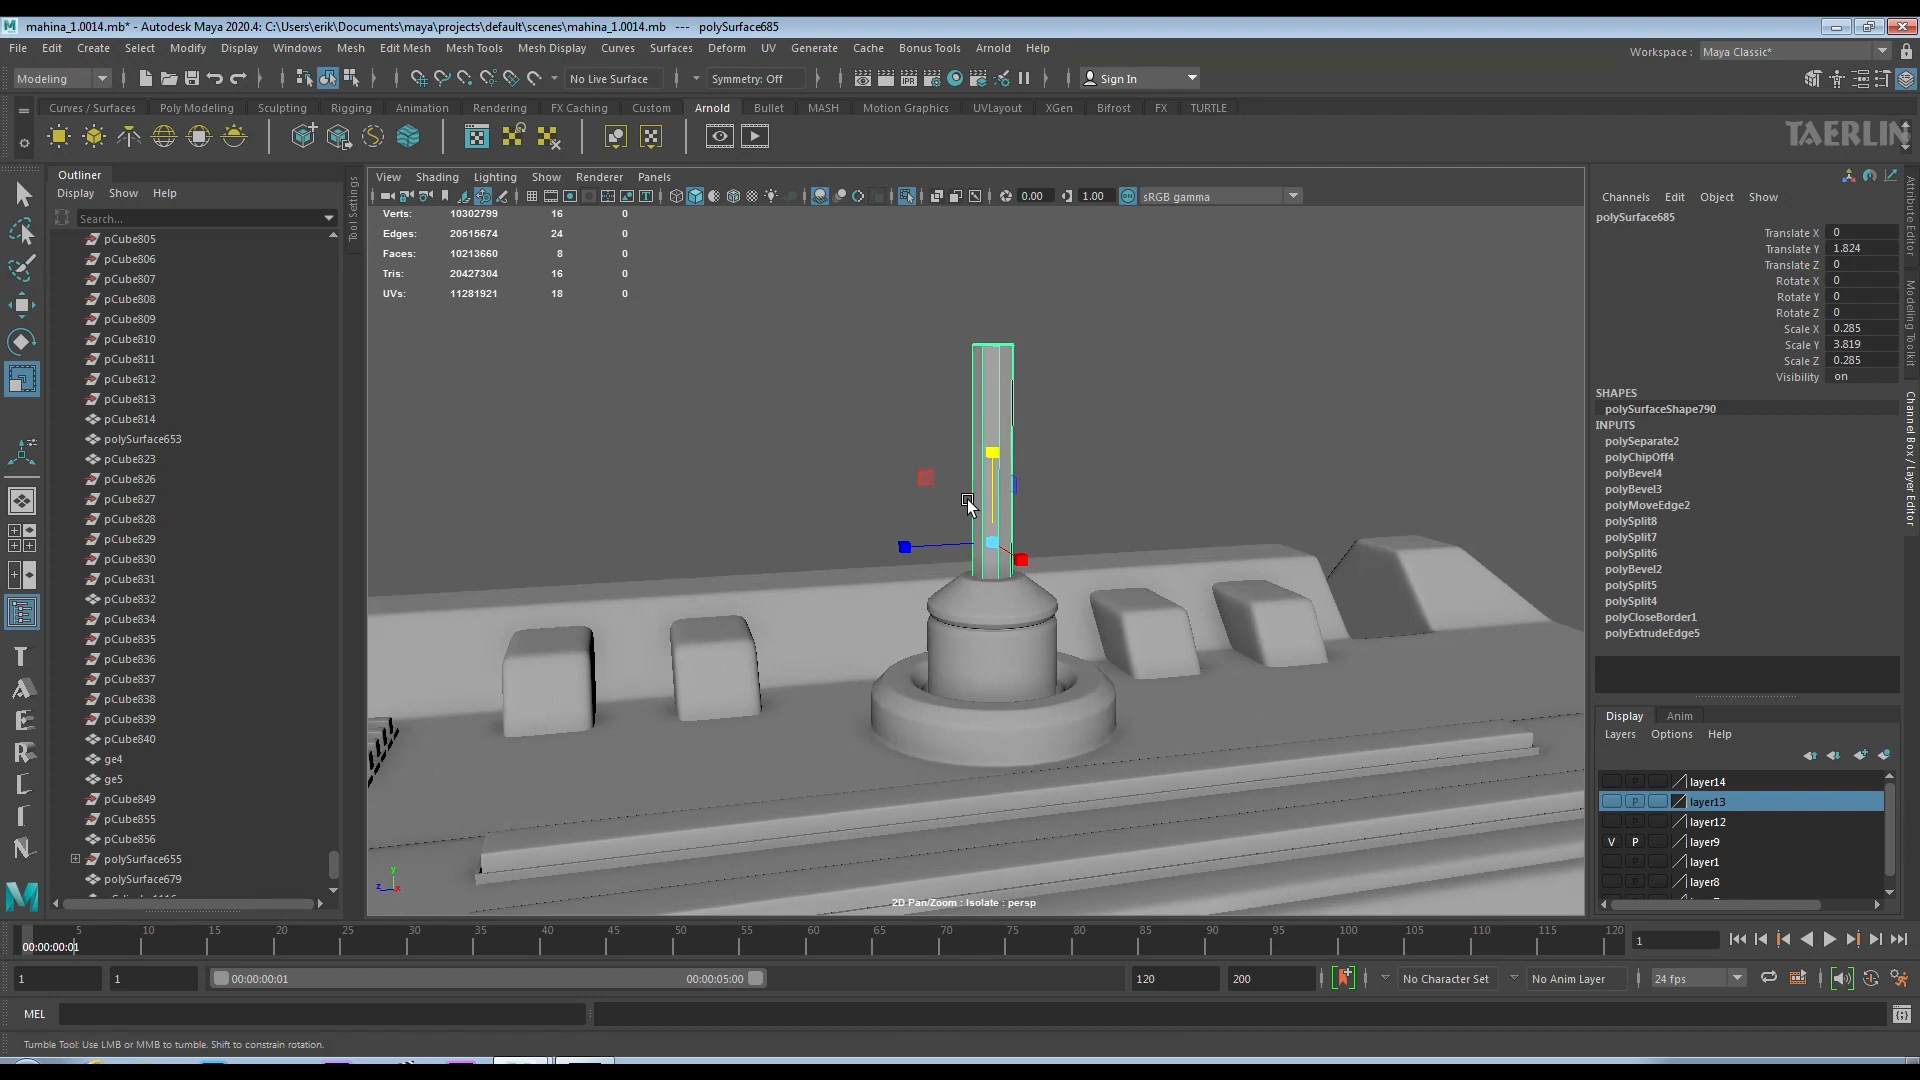 mahina_1.0014.mb* - Autodesk Maya 2020.4: C:\Users\erik\Documents\maya\projects\default\scenes\mahina_1.0014.mb --- polySurface685
File Edit Create Select Modify Display Windows Mesh Edit Mesh Mesh Tools Mesh Display Curves Surfaces Deform UV Generate Cache Bonus Tools Arnold Help
Workspace : Maya Classic*
Modeling No Live Surface Symmetry: Off Sign In
Curves / Surfaces Poly Modeling Sculpting Rigging Animation Rendering FX Caching Custom Arnold Bullet MASH Motion Graphics UVLayout XGen Bifrost FX TURTLE
TAERLIN
Outliner
Display Show Help
Search...
pCube805
pCube806
pCube807
pCube808
pCube809
pCube810
pCube811
pCube812
pCube813
pCube814
polySurface653
pCube823
pCube826
pCube827
pCube828
pCube829
pCube830
pCube831
pCube832
pCube834
pCube835
pCube836
pCube837
pCube838
pCube839
pCube840
ge4
ge5
pCube849
pCube855
pCube856
polySurface655
polySurface679
Tool Settings
View Shading Lighting Show Renderer Panels
0.00 1.00 sRGB gamma
Verts: 10302799 16 0
Edges: 20515674 24 0
Faces: 10213660 8 0
Tris: 20427304 16 0
UVs: 11281921 18 0
2D Pan/Zoom : Isolate : persp
Channels Edit Object Show
polySurface685
Translate X 0
Translate Y 1.824
Translate Z 0
Rotate X 0
Rotate Y 0
Rotate Z 0
Scale X 0.285
Scale Y 3.819
Scale Z 0.285
Visibility on
SHAPES
polySurfaceShape790
INPUTS
polySeparate2
polyChipOff4
polyBevel4
polyBevel3
polyMoveEdge2
polySplit8
polySplit7
polySplit6
polyBevel2
polySplit5
polySplit4
polyCloseBorder1
polyExtrudeEdge5
Attribute Editor
Modeling Toolkit
Channel Box / Layer Editor
Display Anim
Layers Options Help
P layer14
P layer13
layer12
V P layer9
layer1
layer8
5 10 15 20 25 30 35 40 45 50 55 60 65 70 75 80 85 90 95 100 105 110 115 120
00:00:00:01
1
1 1 00:00:00:01 00:00:05:00 120 200 No Character Set No Anim Layer 24 fps
MEL
Tumble Tool: Use LMB or MMB to tumble. Shift to constrain rotation.